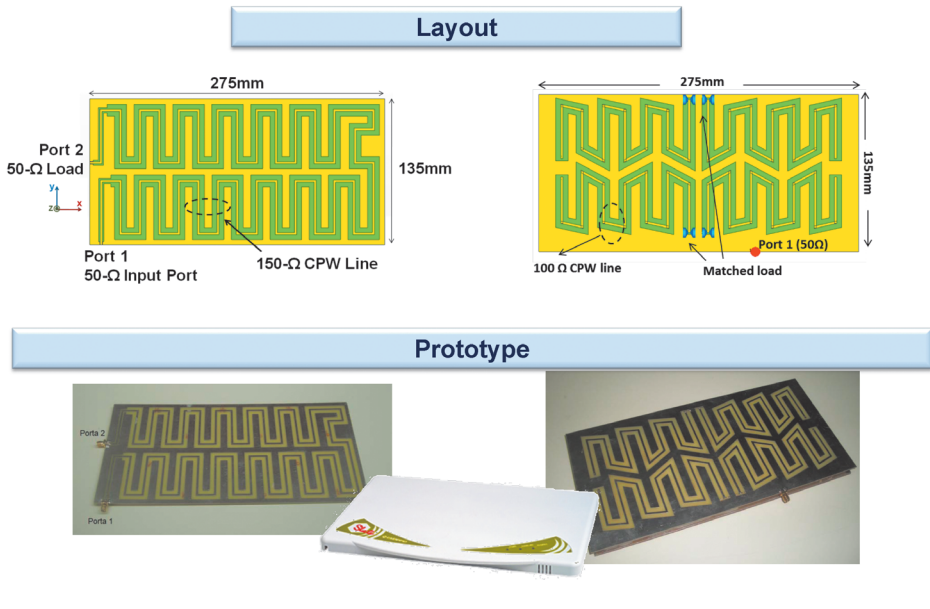 Layout
275mm
Port 2
50-Ω Load
y
z
x
135mm
Port 1
50-Ω Input Port
150-Ω CPW Line
275mm
135mm
100 Ω CPW line
Matched load
Port 1 (50Ω)
Prototype
Porta 2
Porta 1